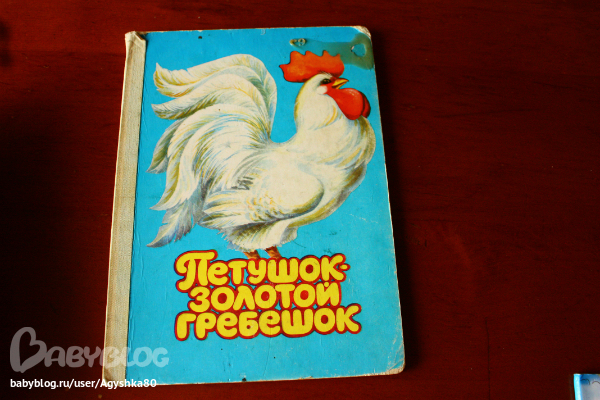 Петушок-
золотой
гребешок
BABYBLOG
babyblog.ru/user/Agyshka80